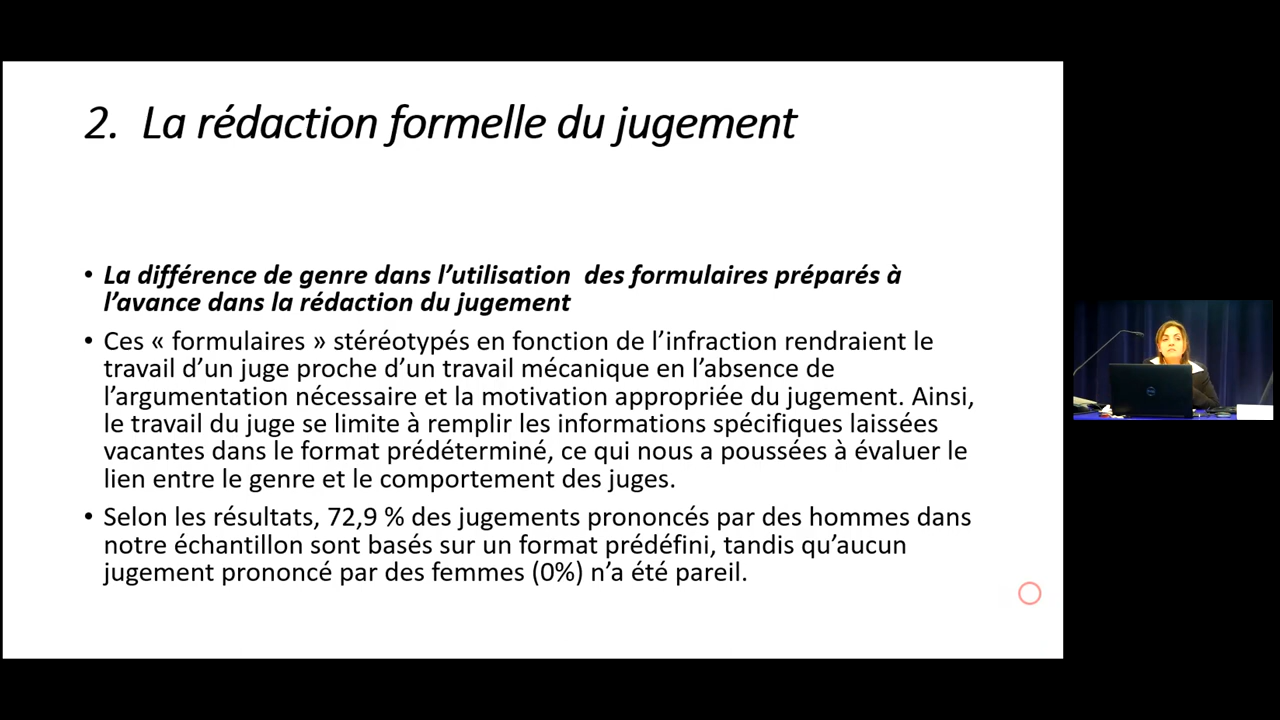 2. La rédaction formelle du jugement
• La différence de genre dans l’utilisation des formulaires préparés à
l’avance dans la rédaction du jugement
• Ces « formulaires » stéréotypés en fonction de l’infraction rendraient le
travail d’un juge proche d’un travail mécanique en l’absence de
l’argumentation nécessaire et la motivation appropriée du jugement. Ainsi,
le travail du juge se limite à remplir les informations spécifiques laissées
vacantes dans le format prédéterminé, ce qui nous a poussées à évaluer le
lien entre le genre et le comportement des juges.
• Selon les résultats, 72,9 % des jugements prononcés par des hommes dans
notre échantillon sont basés sur un format prédéfini, tandis qu’aucun
jugement prononcé par des femmes (0%) n’a été pareil.